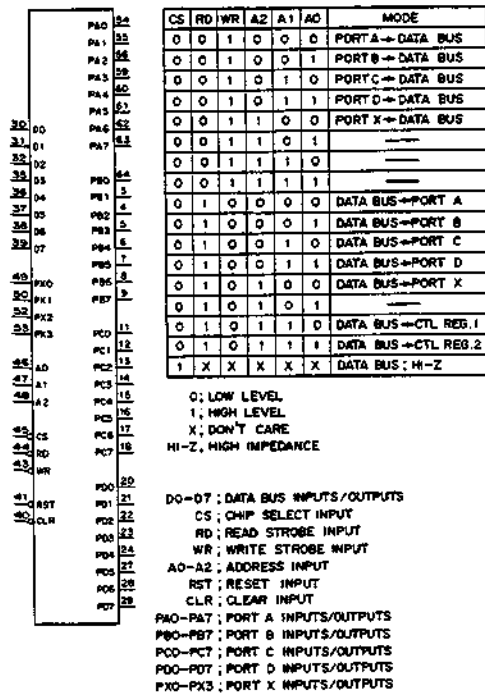 PA0 54
PA1 55
PA2 56
PA3 59
PA4 60
PA5 61
PA6 62
PA7 63
30 D0
31 D1
32 D2
35 D3
36 D4
37 D5
38 D6
39 D7
PB0 64
PB1 3
PB2 4
PB3 5
PB4 6
PB5 7
PB6 8
PB7 9
49 PX0
50 PX1
52 PX2
53 PX3
PC0 11
PC1 12
PC2 13
PC3 14
PC4 15
PC5 16
PC6 17
PC7 18
46 A0
47 A1
48 A2
45 CS
44 RD
43 WR
41 RST
40 CLR
PD0 20
PD1 21
PD2 22
PD3 23
PD4 24
PD5 27
PD6 28
PD7 29
CS RD WR A2 A1 A0 MODE
0 0 1 0 0 0 PORT A→DATA BUS
0 0 1 0 0 1 PORT B→DATA BUS
0 0 1 0 1 0 PORT C→DATA BUS
0 0 1 0 1 1 PORT D→DATA BUS
0 0 1 1 0 0 PORT X→DATA BUS
0 0 1 1 0 1 —
0 0 1 1 1 0 —
0 0 1 1 1 1 —
0 1 0 0 0 0 DATA BUS→PORT A
0 1 0 0 0 1 DATA BUS→PORT B
0 1 0 0 1 0 DATA BUS→PORT C
0 1 0 0 1 1 DATA BUS→PORT D
0 1 0 1 0 0 DATA BUS→PORT X
0 1 0 1 0 1 —
0 1 0 1 1 0 DATA BUS→CTL REG.1
0 1 0 1 1 1 DATA BUS→CTL REG.2
1 X X X X X DATA BUS; HI-Z
0; LOW LEVEL
1; HIGH LEVEL
X; DON'T CARE
HI-Z; HIGH IMPEDANCE
D0-D7; DATA BUS INPUTS/OUTPUTS
CS; CHIP SELECT INPUT
RD; READ STROBE INPUT
WR; WRITE STROBE INPUT
A0-A2; ADDRESS INPUT
RST; RESET INPUT
CLR; CLEAR INPUT
PA0-PA7; PORT A INPUTS/OUTPUTS
PB0-PB7; PORT B INPUTS/OUTPUTS
PC0-PC7; PORT C INPUTS/OUTPUTS
PD0-PD7; PORT D INPUTS/OUTPUTS
PX0-PX3; PORT X INPUTS/OUTPUTS